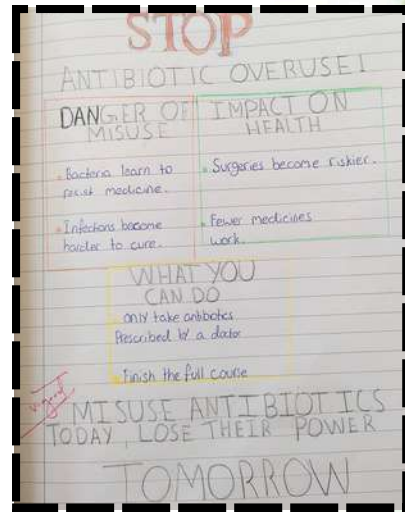 STOP
ANTIBIOTIC OVERUSE!
DANGER OF
MISUSE
IMPACT ON
HEALTH
Bacteria learn to
resist medicine.
Surgeries become riskier.
Infections become
harder to cure.
Fewer medicines
work.
WHAT YOU
CAN DO
only take antibiotics
Prescribed by a
Finish the full course
MISUSE ANTIBIOTICS
TODAY, LOSE THEIR POWER
TOMORROW